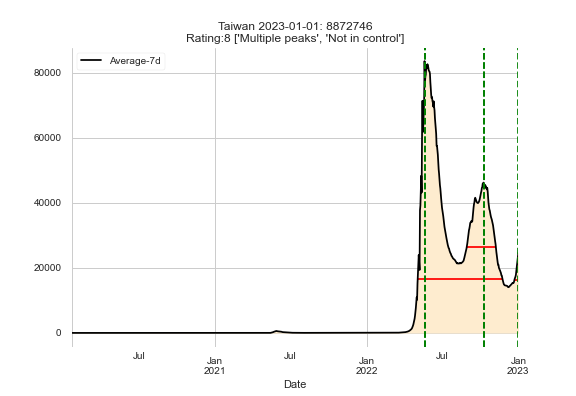 Taiwan 2023-01-01: 8872746
Rating:8 ['Multiple peaks', 'Not in control']
Average-7d
80000
60000
40000
20000
0
Jul
Jan
2021
Jul
Jan
2022
Jul
Jan
2023
Date